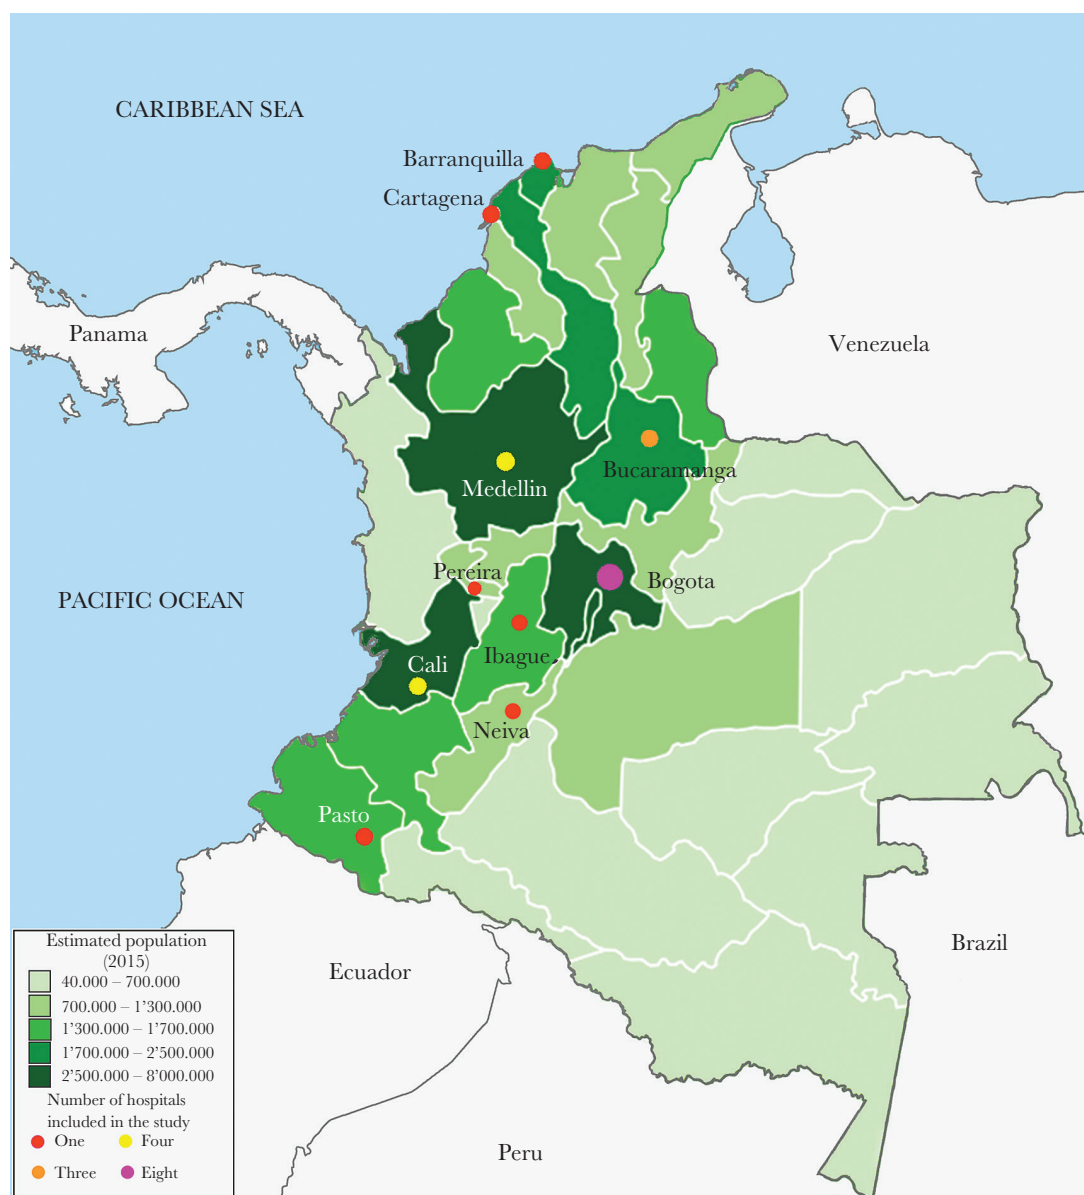 CARIBBEAN SEA
Barranquilla
Cartagena
Panama
Venezuela
Bucaramanga
Medellin
Pereira
Bogota
PACIFIC OCEAN
Ibague
Cali
Neiva
Pasto
Brazil
Ecuador
Peru
Estimated population
(2015)
40.000 – 700.000
700.000 – 1’300.000
1’300.000 – 1’700.000
1’700.000 – 2’500.000
2’500.000 – 8’000.000
Number of hospitals
included in the study
One
Four
Three
Eight